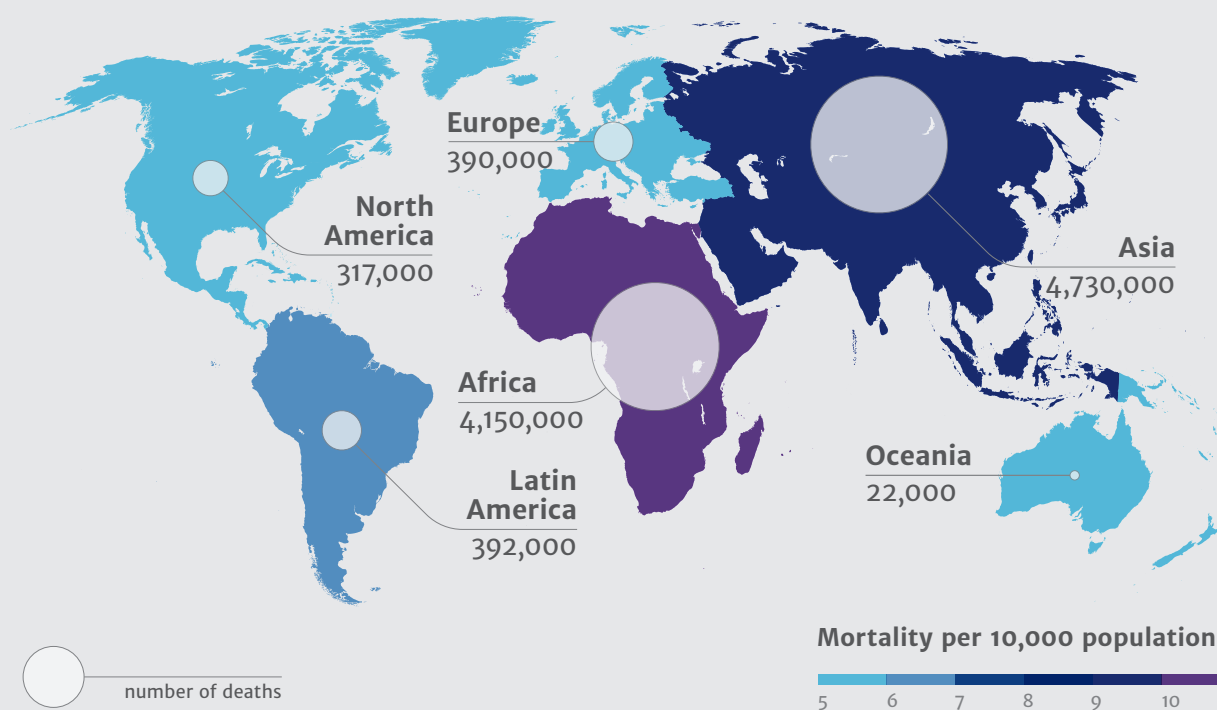 Europe
390,000
North
America
317,000
Asia
4,730,000
Africa
4,150,000
Oceania
22,000
Latin
America
392,000
Mortality per 10,000 population
number of deaths
5 6 7 8 9 10